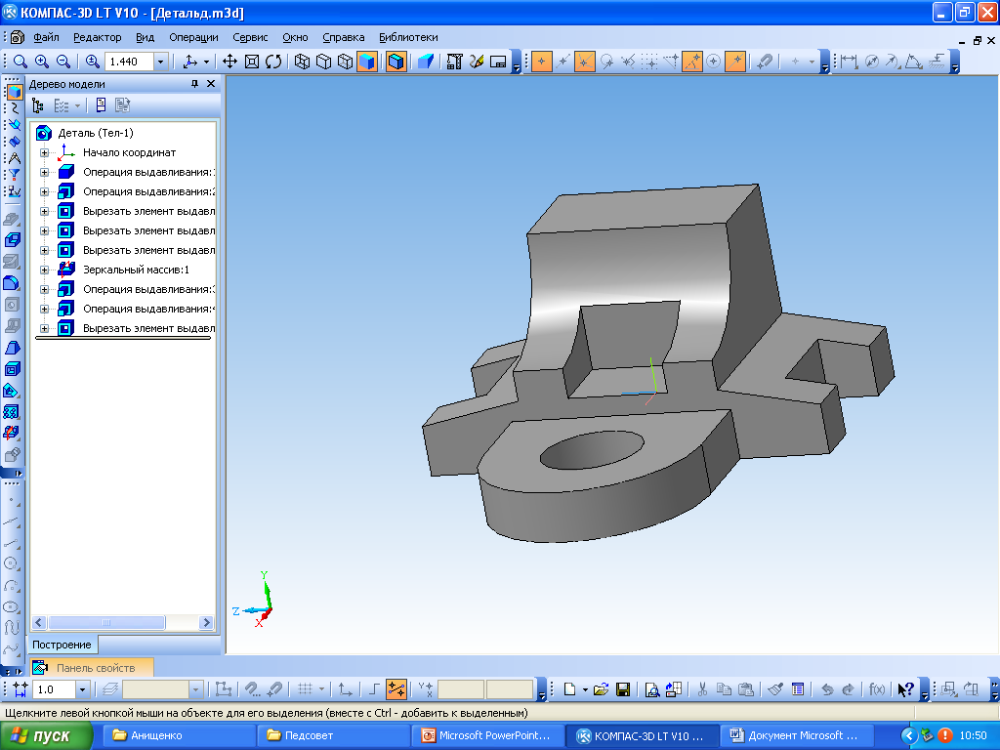 КОМПАС-3D LT V10 - [Детальд.m3d]
Файл Редактор Вид Операции Сервис Окно Справка Библиотеки
1.440
Дерево модели
Деталь (Тел-1)
Начало координат
Операция выдавливания:1
Операция выдавливания:2
Вырезать элемент выдавл
Вырезать элемент выдавл
Вырезать элемент выдавл
Зеркальный массив:1
Операция выдавливания:3
Операция выдавливания:4
Вырезать элемент выдавл
Y
Z
X
Построение
Панель свойств
1.0
f(x)
Щелкните левой кнопкой мыши на объекте для его выделения (вместе с Ctrl - добавить к выделенным)
пуск Анищенко Педсовет Microsoft PowerPoint... КОМПАС-3D LT V10 ... Документ Microsoft ... 10:50